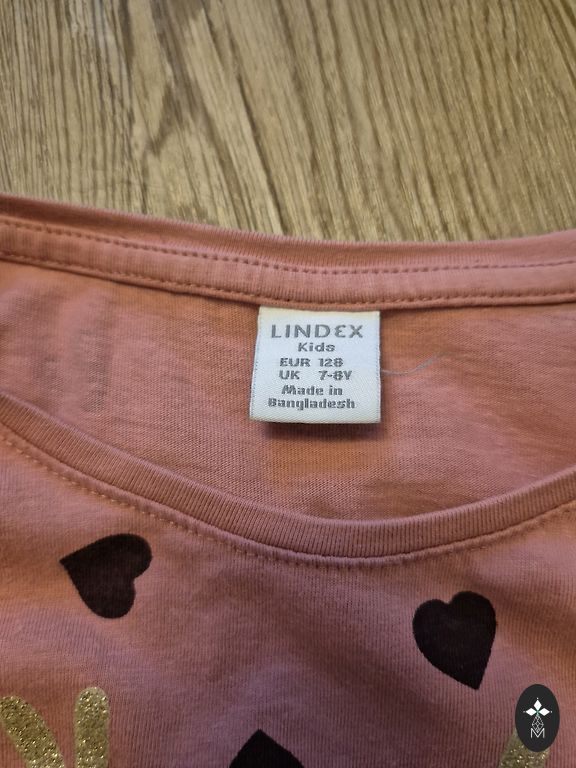 LINDEX
Kids
EUR 128
UK 7-8Y
Made in
Bangladesh